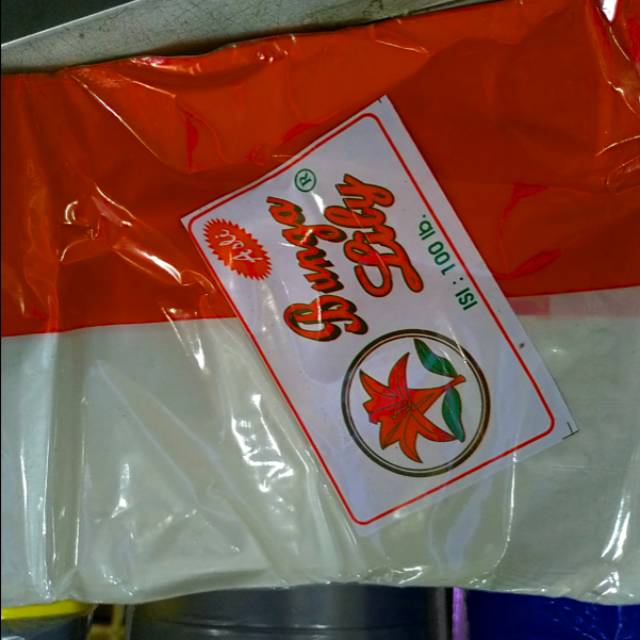 Asli
Bunga
Lily
®
ISI : 100 lb.